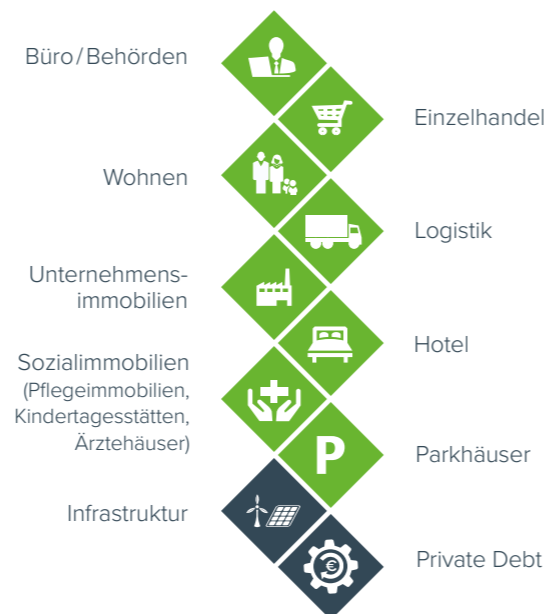 Büro/Behörden
Einzelhandel
Wohnen
Logistik
Unternehmens-
immobilien
Hotel
Sozialimmobilien
(Pflegeimmobilien,
Kindertagesstätten,
Ärztehäuser)
P
Parkhäuser
Infrastruktur
€
Private Debt